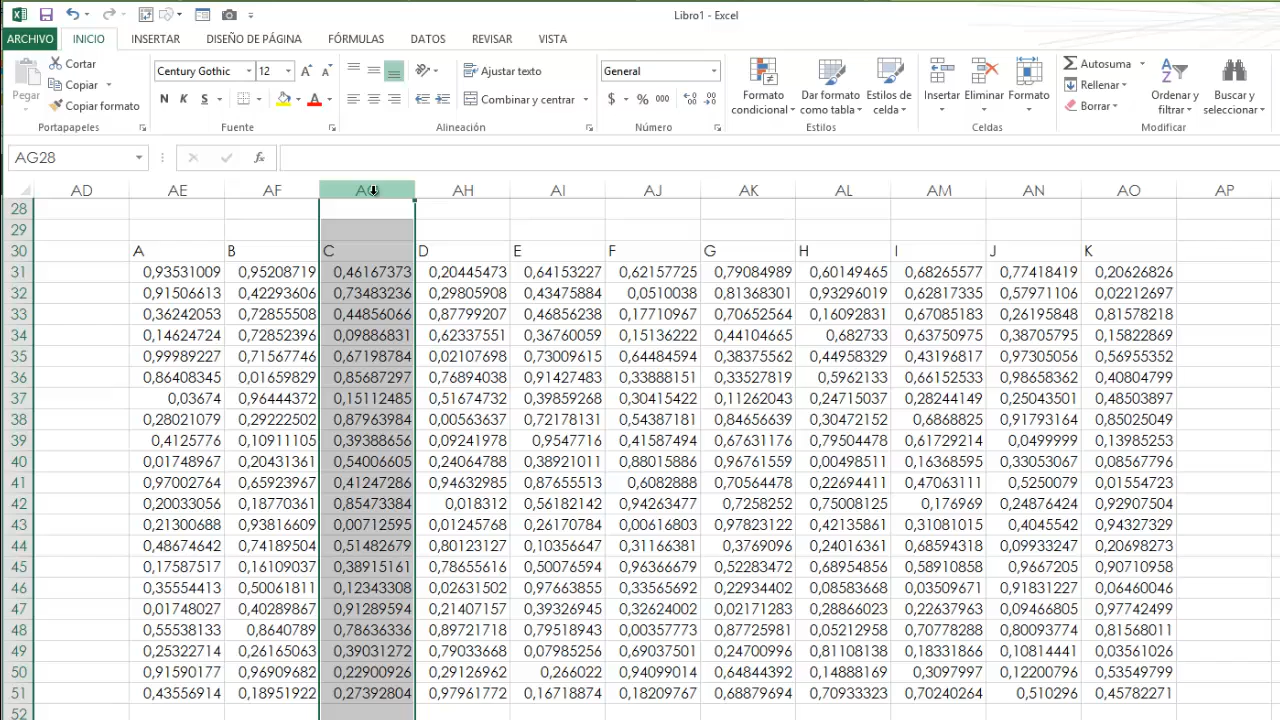 Libro1 - Excel
ARCHIVO INICIO INSERTAR DISEÑO DE PÁGINA FÓRMULAS DATOS REVISAR VISTA
Pegar
Cortar
Copiar
Copiar formato
Portapapeles
Century Gothic 12
N K S
Fuente
Ajustar texto
Combinar y centrar
Alineación
General
$ % 000
Número
Formato condicional
Dar formato como tabla
Estilos de celda
Estilos
Insertar
Eliminar
Formato
Celdas
Autosuma
Rellenar
Borrar
Ordenar y filtrar
Buscar y seleccionar
Modificar
AG28
AD AE AF AG AH AI AJ AK AL AM AN AO AP
28
29
30 A B C D E F G H I J K
31 0,93531009 0,95208719 0,46167373 0,20445473 0,64153227 0,62157725 0,79084989 0,60149465 0,68265577 0,77418419 0,20626826
32 0,91506613 0,42293606 0,73483236 0,29805908 0,43475884 0,0510038 0,81368301 0,93296019 0,62817335 0,57971106 0,02212697
33 0,36242053 0,72855508 0,44856066 0,87799207 0,46856238 0,17710967 0,70652564 0,16092831 0,67085183 0,26195848 0,81578218
34 0,14624724 0,72852396 0,09886831 0,62337551 0,36760059 0,15136222 0,44104665 0,682733 0,63750975 0,38705795 0,15822869
35 0,99989227 0,71567746 0,67198784 0,02107698 0,73009615 0,64484594 0,38375562 0,44958329 0,43196817 0,97305056 0,56955352
36 0,86408345 0,01659829 0,85687297 0,76894038 0,91427483 0,33888151 0,33527819 0,5962133 0,66152533 0,98658362 0,40804799
37 0,03674 0,96444372 0,15112485 0,51674732 0,39859268 0,30415422 0,11262043 0,24715037 0,28244149 0,25043501 0,48503897
38 0,28021079 0,29222502 0,87963984 0,00563637 0,72178131 0,54387181 0,84656639 0,30472152 0,6868825 0,91793164 0,85025049
39 0,4125776 0,10911105 0,39388656 0,09241978 0,9547716 0,41587494 0,67631176 0,79504478 0,61729214 0,0499999 0,13985253
40 0,01748967 0,20431361 0,54006605 0,24064788 0,38921011 0,88015886 0,96761559 0,00498511 0,16368595 0,33053067 0,08567796
41 0,97002764 0,65923967 0,41247286 0,94632985 0,87655513 0,6082888 0,70564478 0,22694411 0,47063111 0,5250079 0,01554723
42 0,20033056 0,18770361 0,85473384 0,018312 0,56182142 0,94263477 0,7258252 0,75008125 0,176969 0,24876424 0,92907504
43 0,21300688 0,93816609 0,00712595 0,01245768 0,26170784 0,00616803 0,97823122 0,42135861 0,31081015 0,4045542 0,94327329
44 0,48674642 0,74189504 0,51482679 0,80123127 0,10356647 0,31166381 0,3769096 0,24016361 0,68594318 0,09933247 0,20698273
45 0,17587517 0,16109037 0,38915161 0,78655616 0,50076594 0,96366679 0,52283472 0,68954856 0,58910858 0,9667205 0,90710958
46 0,35554413 0,50061811 0,12343308 0,02631502 0,97663855 0,33565692 0,22934402 0,08583668 0,03509671 0,91831227 0,06460046
47 0,01748027 0,40289867 0,91289594 0,21407157 0,39326945 0,32624002 0,02171283 0,28866023 0,22637963 0,09466805 0,97742499
48 0,55538133 0,8640789 0,78636336 0,89721718 0,79518943 0,00357773 0,87725981 0,05212958 0,70778288 0,80093774 0,81568011
49 0,25322714 0,26165063 0,39031272 0,79033668 0,07985256 0,69037501 0,24700996 0,81108138 0,18331866 0,10814441 0,03561026
50 0,91590177 0,96909682 0,22900926 0,29126962 0,266022 0,94099014 0,64844392 0,14888169 0,3097997 0,12200796 0,53549799
51 0,43556914 0,18951922 0,27392804 0,97961772 0,16718874 0,18209767 0,68879694 0,70933323 0,70240264 0,510296 0,45782271
52